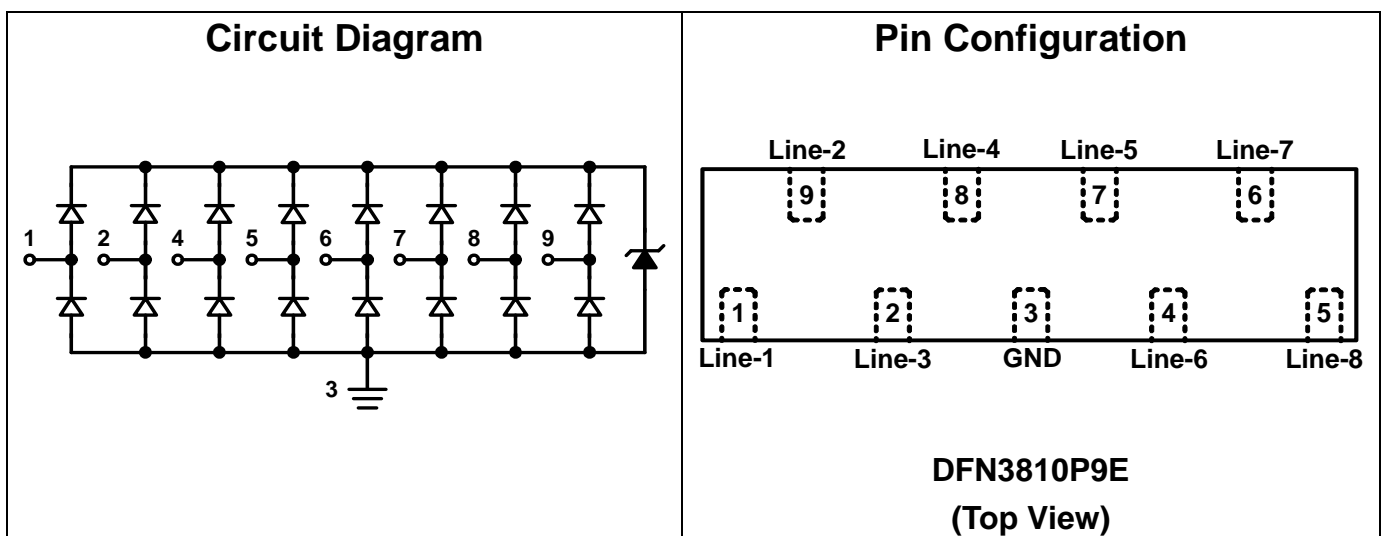 Circuit Diagram
1 2 4 5 6 7 8 9
3
Pin Configuration
Line-2 Line-4 Line-5 Line-7
9 8 7 6
1 2 3 4 5
Line-1 Line-3 GND Line-6 Line-8
DFN3810P9E
(Top View)